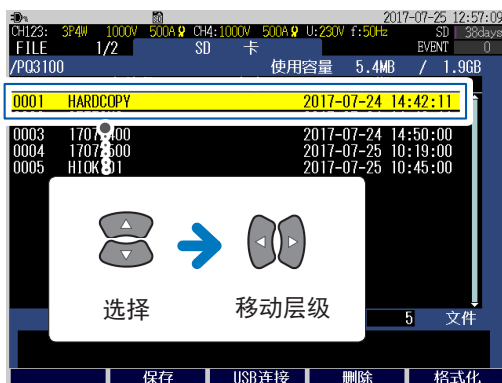 2017-07-25 12:57:09
CH123: 3P4W 1000V 500A CH4:1000V 500A U:230V f:50Hz SD 38days
FILE 1/2 SD 卡 EVENT 0
/PQ3100 使用容量 5.4MB / 1.9GB
0001 HARDCOPY 2017-07-24 14:42:11
0003 2017-07-24 14:50:00
0004 2017-07-25 10:19:00
0005 2017-07-25 10:45:00
选择 移动层级
5 文件
保存 USB连接 删除 格式化